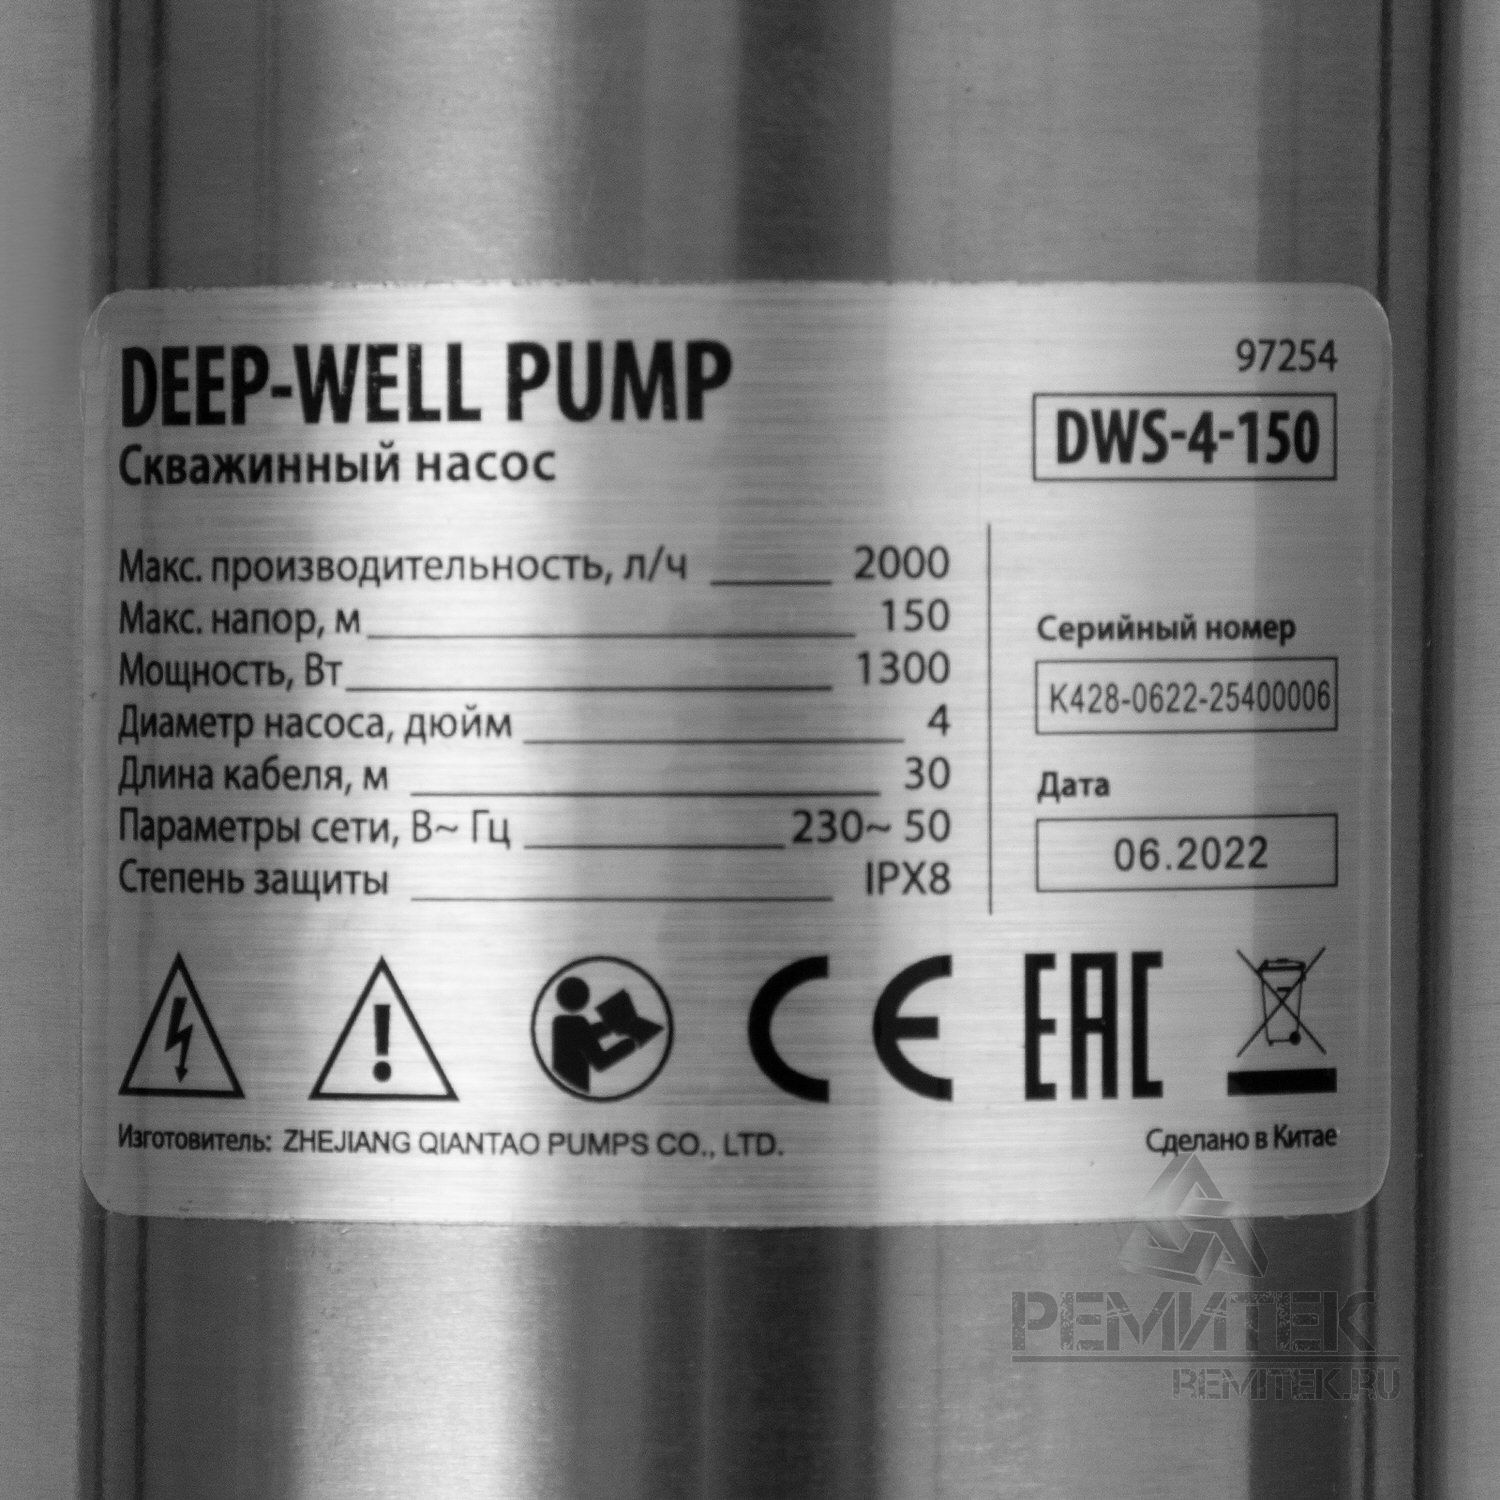 DEEP-WELL PUMP
Скважинный насос
97254
DWS-4-150
Макс. производительность, л/ч 2000
Макс. напор, м 150
Мощность, Вт 1300
Диаметр насоса, дюйм 4
Длина кабеля, м 30
Параметры сети, В~ Гц 230~ 50
Степень защиты IPX8
Серийный номер
K428-0622-25400006
Дата
06.2022
CE EAC
Изготовитель: ZHEJIANG QIANTAO PUMPS CO., LTD.
Сделано в Китае
РЕМИТЕК
REMITEK.RU